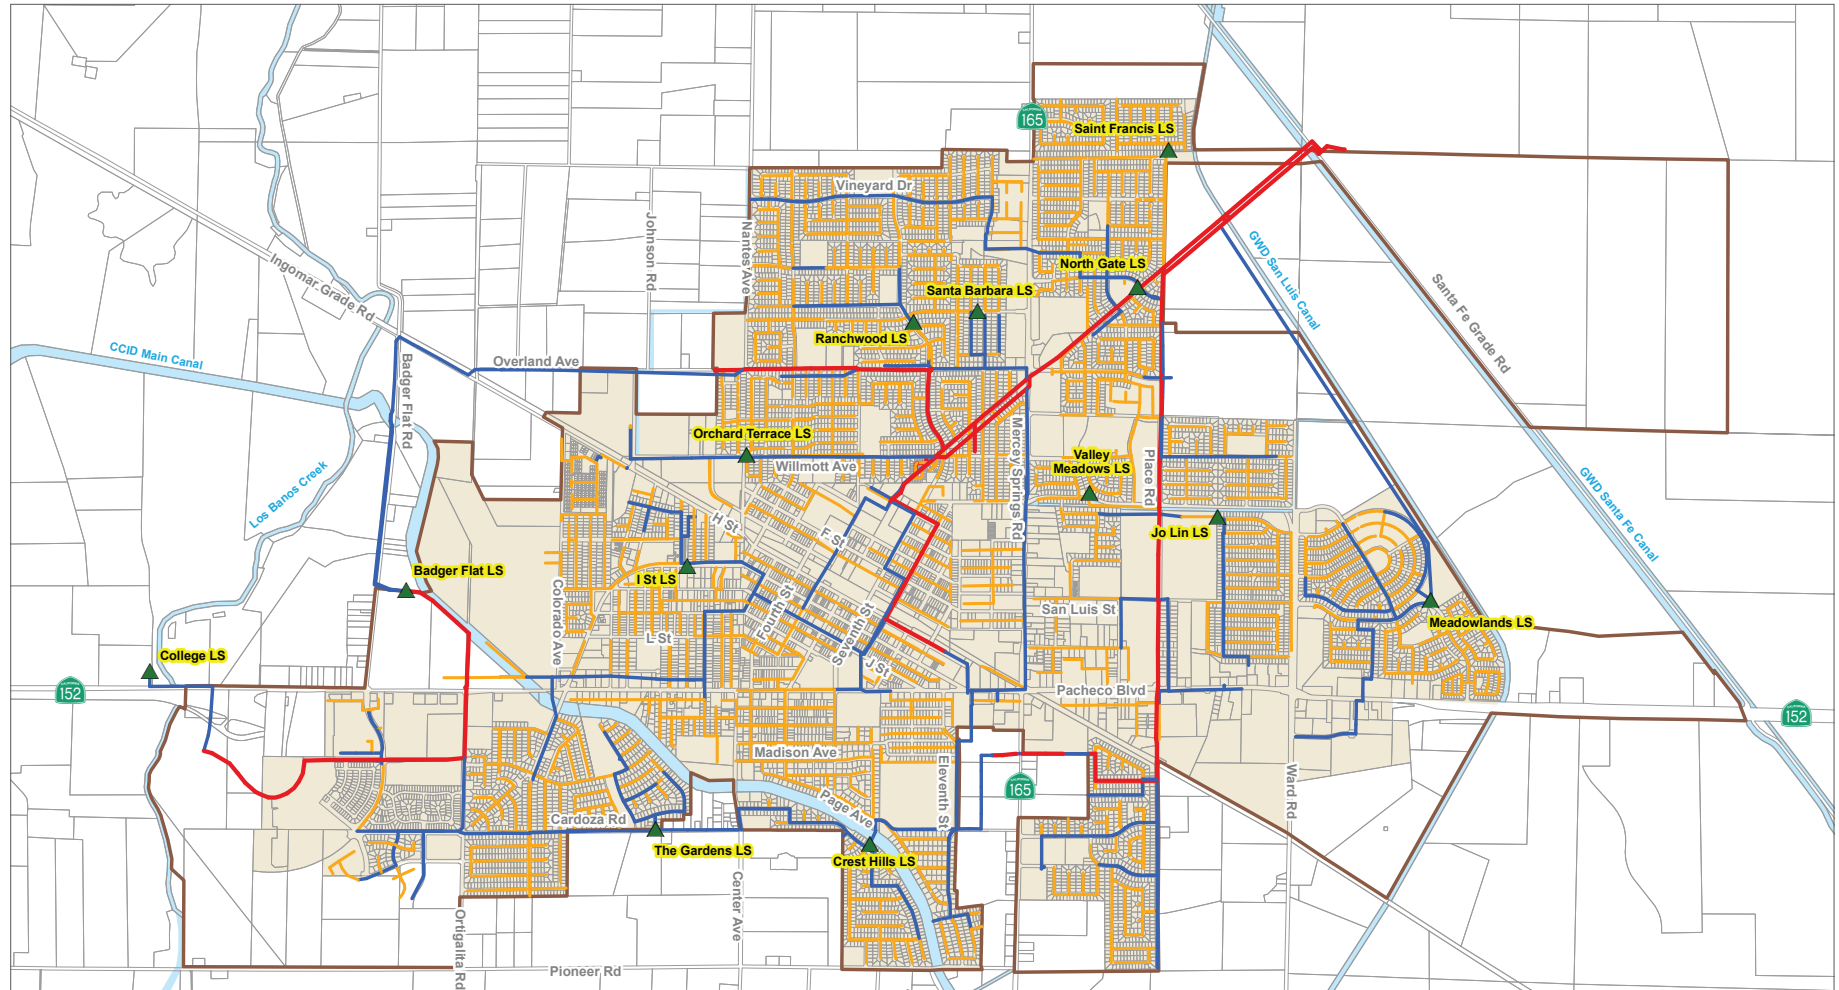 165
Saint Francis LS
Vineyard Dr
Johnson Rd
Nantes Ave
GWD San Luis Canal
Ingomar Grade Rd
North Gate LS
Santa Barbara LS
Santa Fe Grade Rd
Ranchwood LS
CCID Main Canal
Overland Ave
Badger Flat Rd
Orchard Terrace LS
Mercey Springs Rd
Willmott Ave
Valley
Meadows LS
Place Rd
Los Banos Creek
GWD Santa Fe Canal
H St
F St
Jo Lin LS
Badger Flat LS
I St LS
Colorado Ave
Fourth St
Seventh St
San Luis St
Meadowlands LS
L St
J St
College LS
152
Pacheco Blvd
152
Madison Ave
165
Eleventh St
Ward Rd
Page Ave
Cardoza Rd
The Gardens LS
Crest Hills LS
Center Ave
Ortigalita Rd
Pioneer Rd